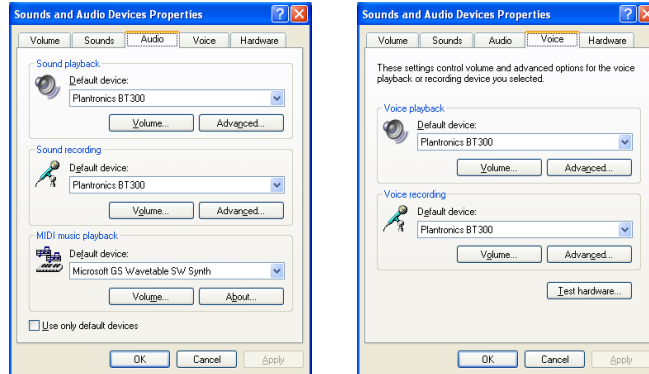 Sounds and Audio Devices Properties
Volume Sounds Audio Voice Hardware
Sound playback
Default device:
Plantronics BT300
Volume... Advanced...
Sound recording
Default device:
Plantronics BT300
Volume... Advanced...
MIDI music playback
Default device:
Microsoft GS Wavetable SW Synth
Volume... About...
Use only default devices
OK Cancel Apply
Sounds and Audio Devices Properties
Volume Sounds Audio Voice Hardware
These settings control volume and advanced options for the voice
playback or recording device you selected.
Voice playback
Default device:
Plantronics BT300
Volume... Advanced...
Voice recording
Default device:
Plantronics BT300
Volume... Advanced...
Test hardware...
OK Cancel Apply